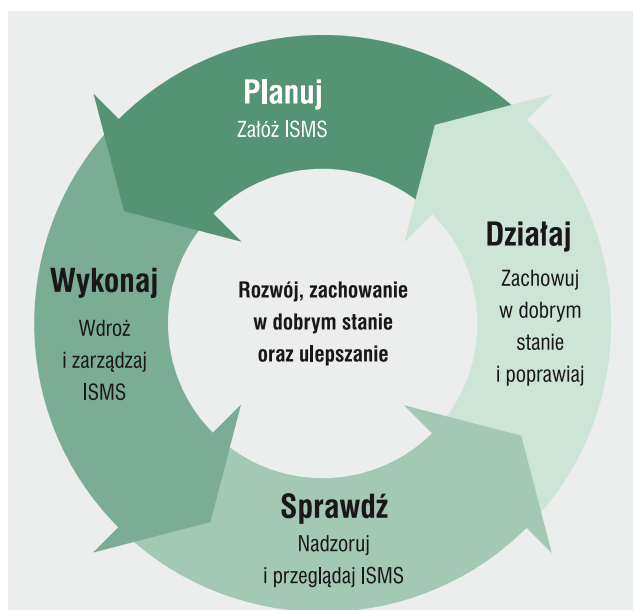 Planuj
Załóż ISMS
Działaj
Zachowuj
w dobrym
stanie
i poprawiaj
Wykonaj
Wdroż
i zarządzaj
ISMS
Rozwój, zachowanie
w dobrym stanie
oraz ulepszanie
Sprawdź
Nadzoruj
i przeglądaj ISMS